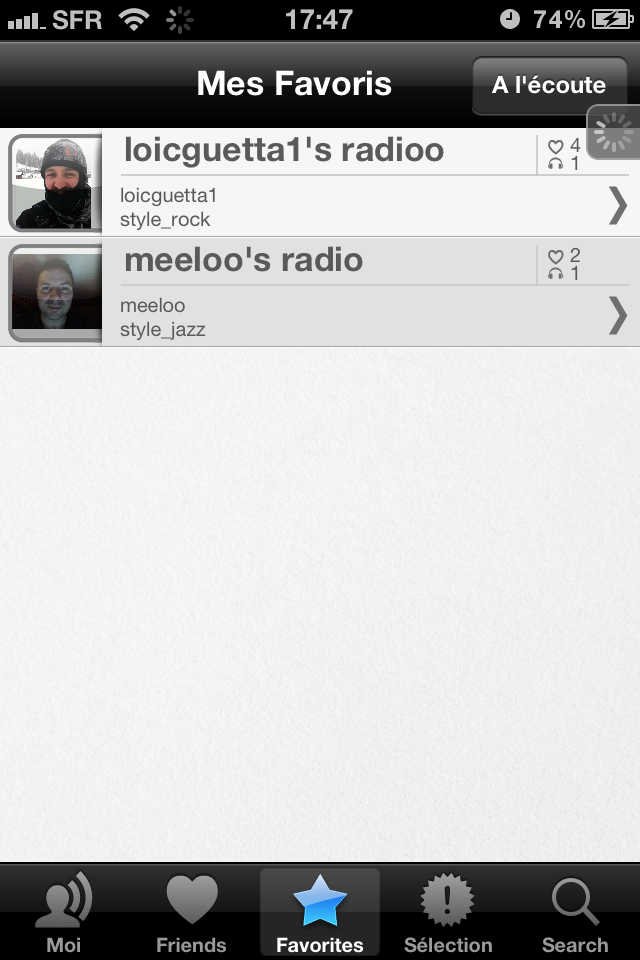 SFR 17:47 74%
Mes Favoris A l'écoute
loicguetta1's radioo 4
1
loicguetta1
style_rock
meeloo's radio 2
1
meeloo
style_jazz
Moi Friends Favorites Sélection Search